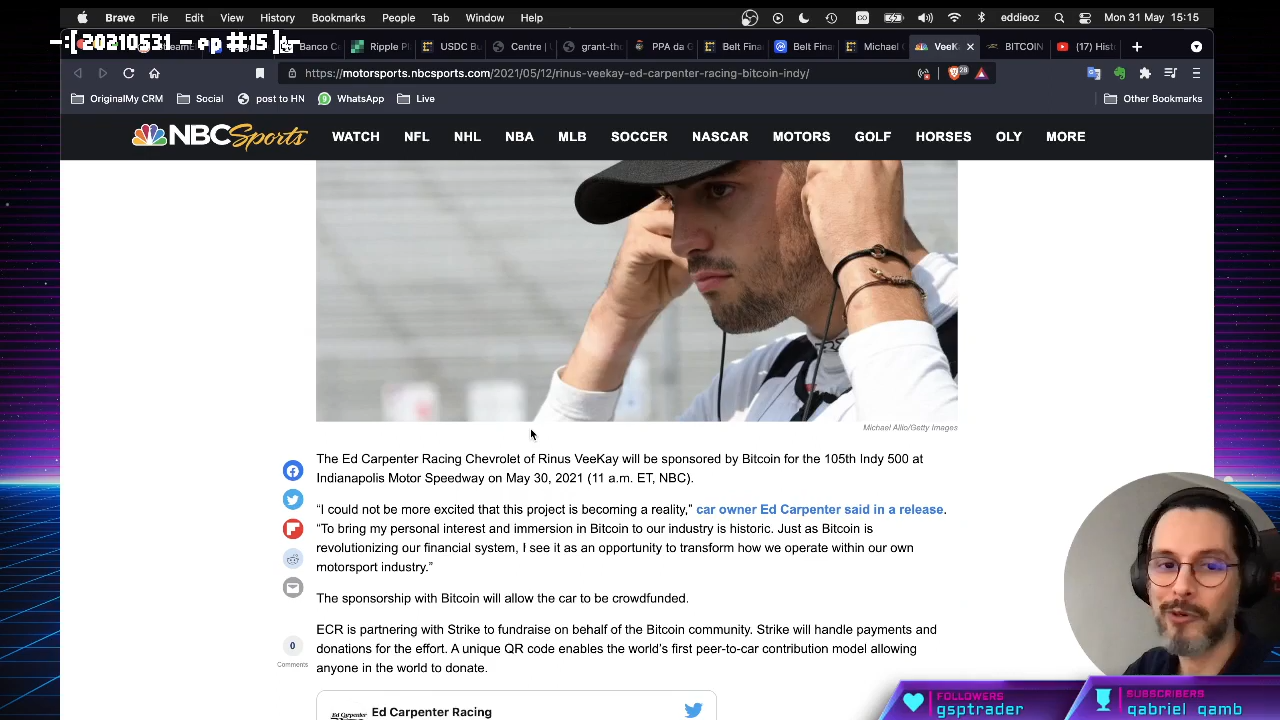 Brave File Edit View History Bookmarks People Tab Window Help eddieoz Mon 31 May 15:15
-:[ 20210531 - ep #15 ]:-
Banco C Ripple Pl USDC Bu Centre | grant-the PPA da C Belt Fina Belt Fina Michael VeeK BITCOIN (17) Hist
https://motorsports.nbcsports.com/2021/05/12/rinus-veekay-ed-carpenter-racing-bitcoin-indy/ 28
OriginalMy CRM Social post to HN WhatsApp Live Other Bookmarks
NBC Sports WATCH NFL NHL NBA MLB SOCCER NASCAR MOTORS GOLF HORSES OLY MORE
Michael Allio/Getty Images
The Ed Carpenter Racing Chevrolet of Rinus VeeKay will be sponsored by Bitcoin for the 105th Indy 500 at
Indianapolis Motor Speedway on May 30, 2021 (11 a.m. ET, NBC).
“I could not be more excited that this project is becoming a reality,” car owner Ed Carpenter said in a release.
“To bring my personal interest and immersion in Bitcoin to our industry is historic. Just as Bitcoin is
revolutionizing our financial system, I see it as an opportunity to transform how we operate within our own
motorsport industry.”
The sponsorship with Bitcoin will allow the car to be crowdfunded.
ECR is partnering with Strike to fundraise on behalf of the Bitcoin community. Strike will handle payments and
donations for the effort. A unique QR code enables the world’s first peer-to-car contribution model allowing
anyone in the world to donate.
0
Comments
Ed Carpenter Racing
FOLLOWERS
gsptrader
SUBSCRIBERS
gabriel_gamb